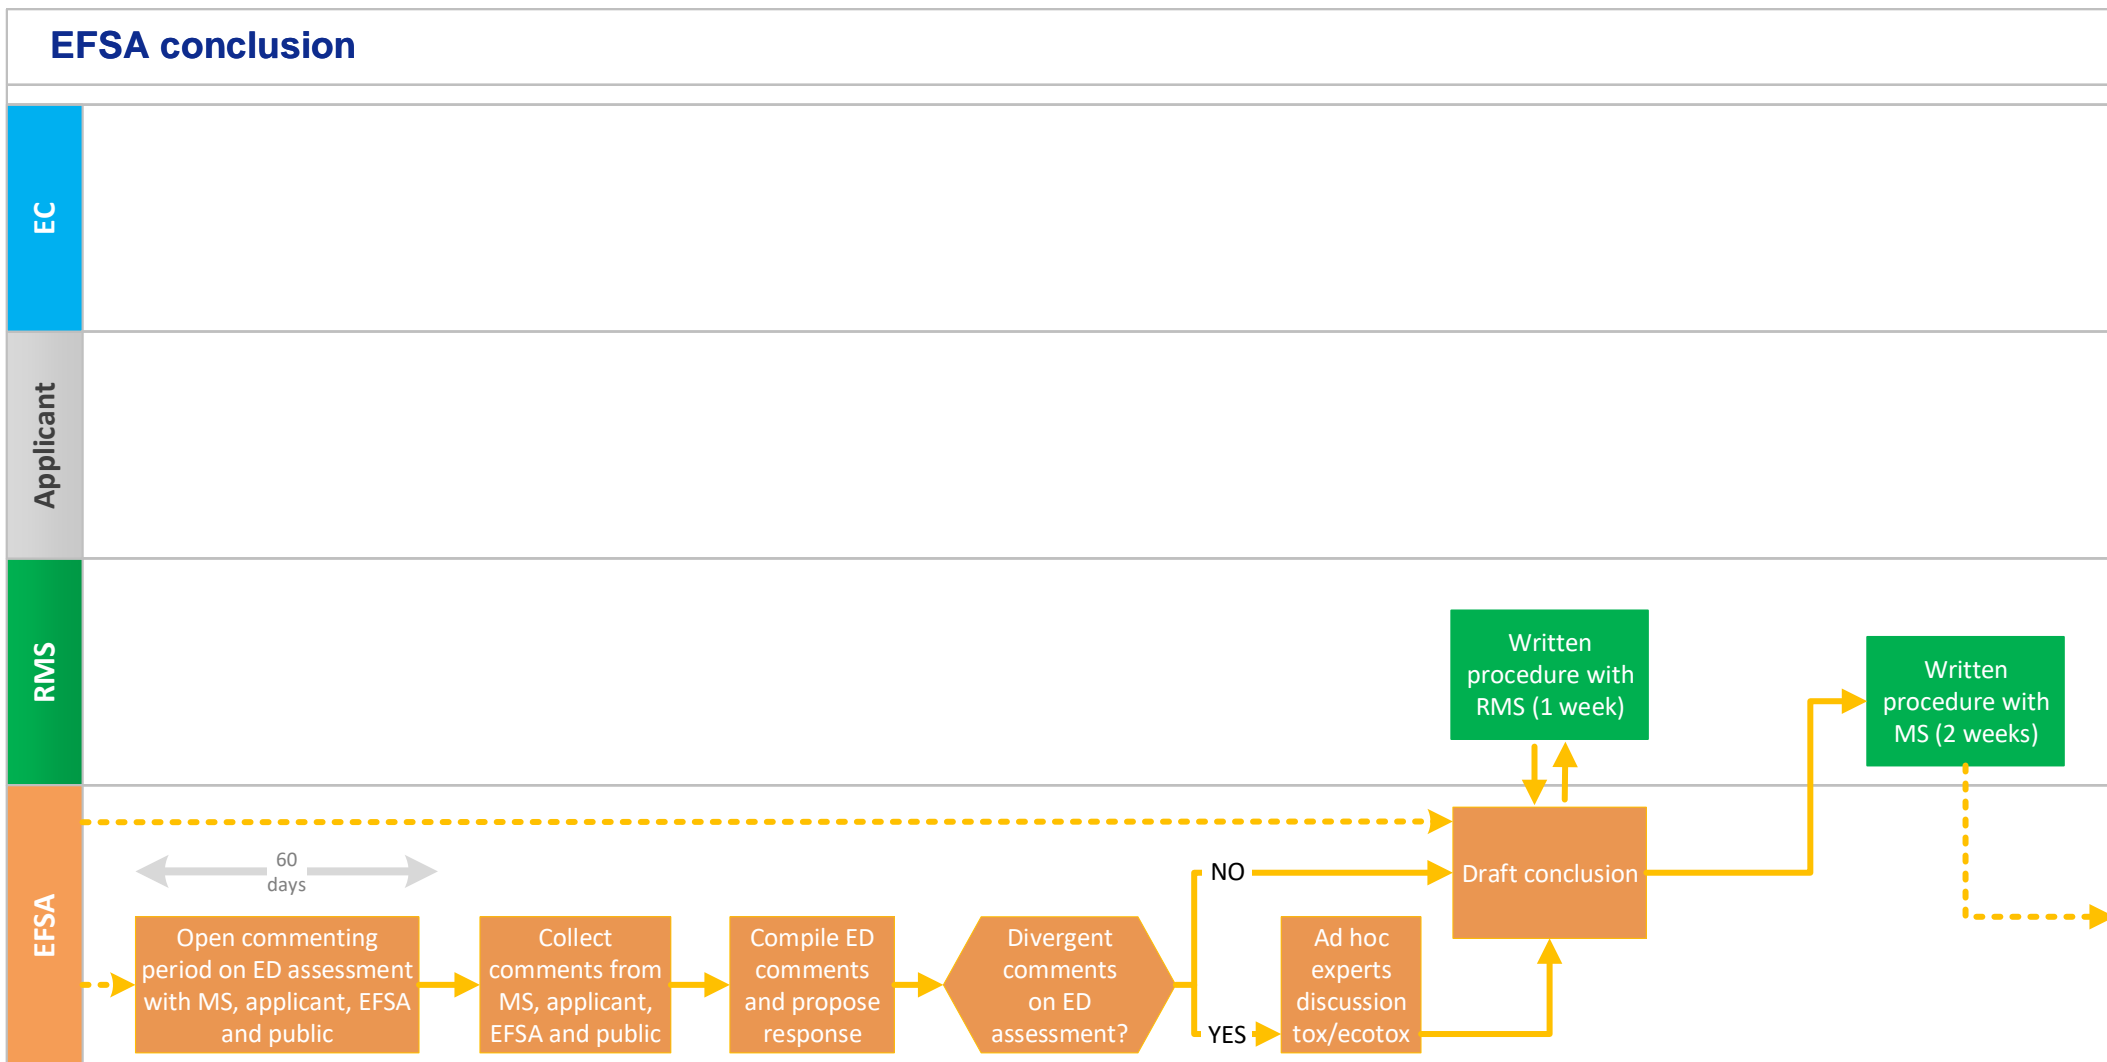 EFSA conclusion
EC
Applicant
RMS
Written
procedure with
RMS (1 week)
Written
procedure with
MS (2 weeks)
EFSA
60
days
Open commenting
period on ED assessment
with MS, applicant, EFSA
and public
Collect
comments from
MS, applicant,
EFSA and public
Compile ED
comments
and propose
response
Divergent
comments
on ED
assessment?
NO
YES
Ad hoc
experts
discussion
tox/ecotox
Draft conclusion